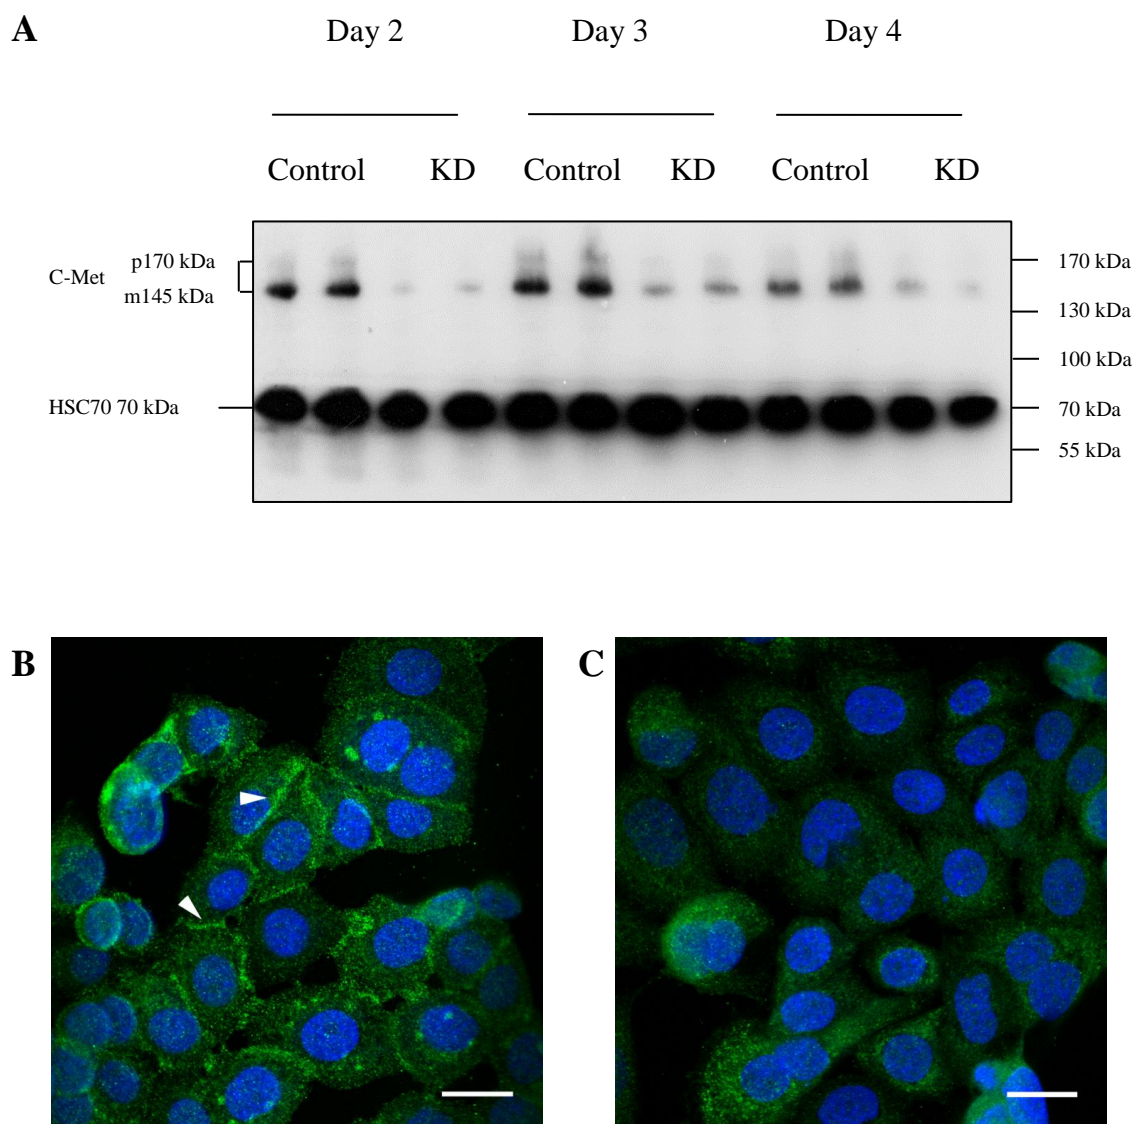 A
Day 2 Day 3 Day 4
Control KD Control KD Control KD
p170 kDa
C-Met
m145 kDa
HSC70 70 kDa
170 kDa
130 kDa
100 kDa
70 kDa
55 kDa
B
C